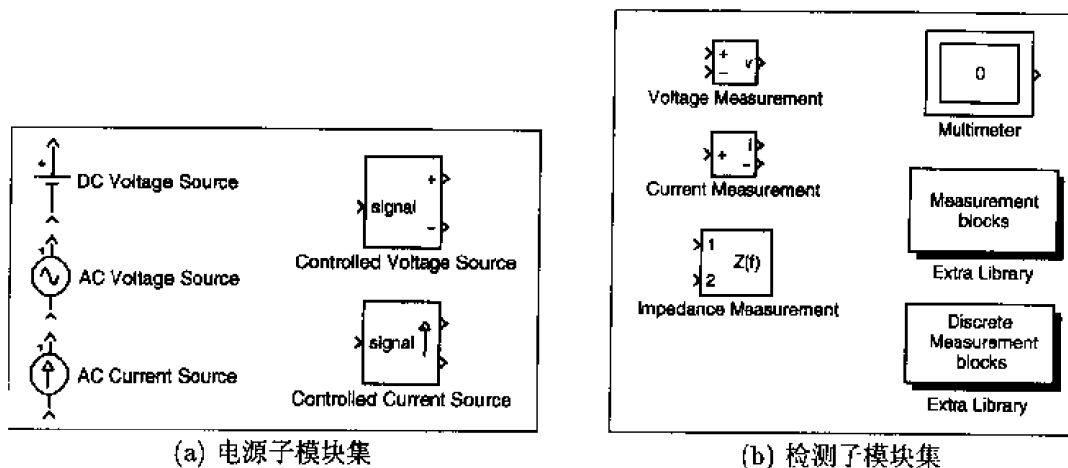 +
DC Voltage Source
AC Voltage Source
AC Current Source
signal
+
−
Controlled Voltage Source
signal
Controlled Current Source
(a) 电源子模块集
+
−
v
Voltage Measurement
+
i
−
Current Measurement
1
2
Z(f)
Impedance Measurement
0
Multimeter
Measurement
blocks
Extra Library
Discrete
Measurement
blocks
Extra Library
(b) 检测子模块集